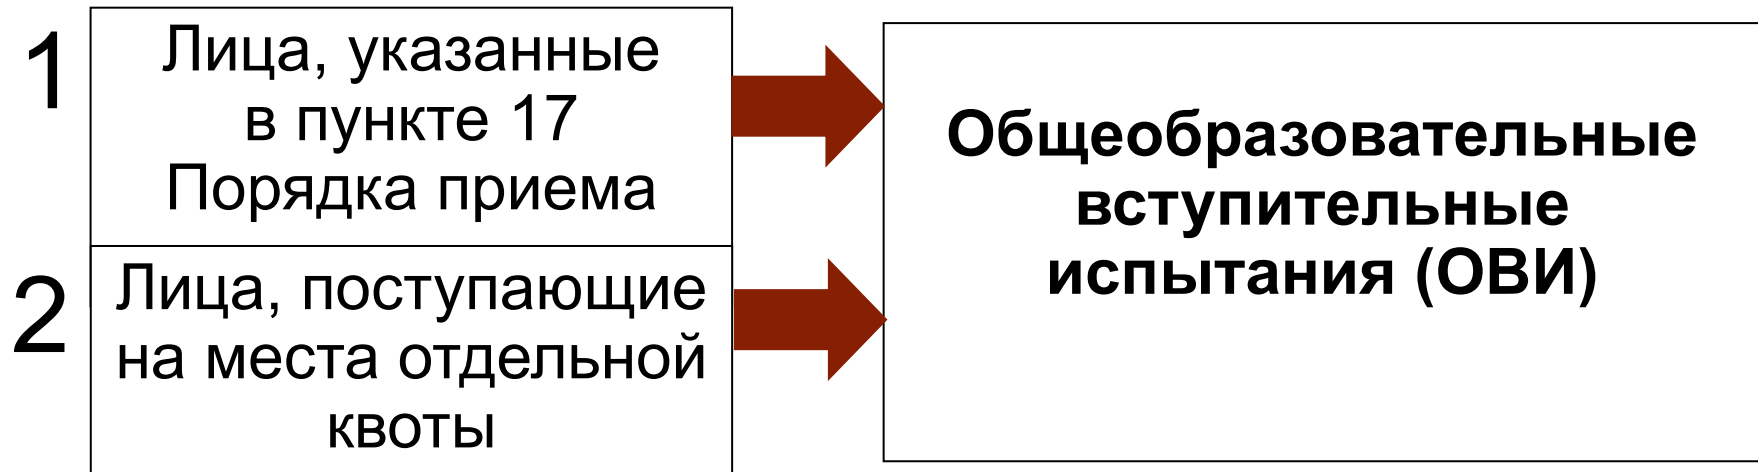 1
Лица, указанные
в пункте 17
Порядка приема
2
Лица, поступающие
на места отдельной
квоты
Общеобразовательные
вступительные
испытания (ОВИ)